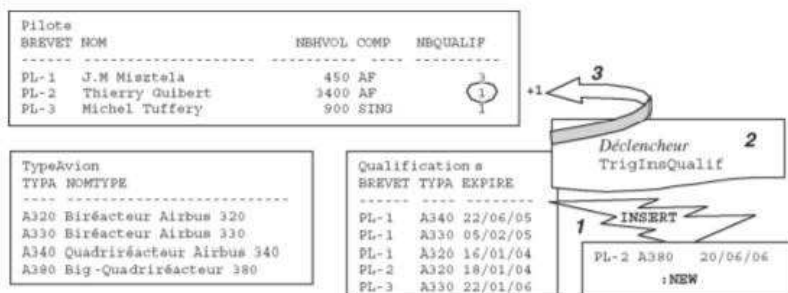 Pilote
BREVET NOM NBHVOL COMP NBQUALIF
------ -------------------- ---------- ---- ----------
PL-1 J.M Misztela 450 AF 3
PL-2 Thierry Guibert 3400 AF 1
PL-3 Michel Tuffery 900 SING 1
+1
3
Déclencheur 2
TrigInsQualif
TypeAvion
TYPA NOMTYPE
---- --------------------------
A320 Biréacteur Airbus 320
A330 Biréacteur Airbus 330
A340 Quadriréacteur Airbus 340
A380 Big-Quadriréacteur 380
Qualifications
BREVET TYPA EXPIRE
------ ---- --------
PL-1 A340 22/06/05
PL-1 A330 05/02/05
PL-1 A320 16/01/04
PL-2 A320 18/01/04
PL-3 A330 22/01/06
1
INSERT
PL-2 A380 20/06/06
:NEW